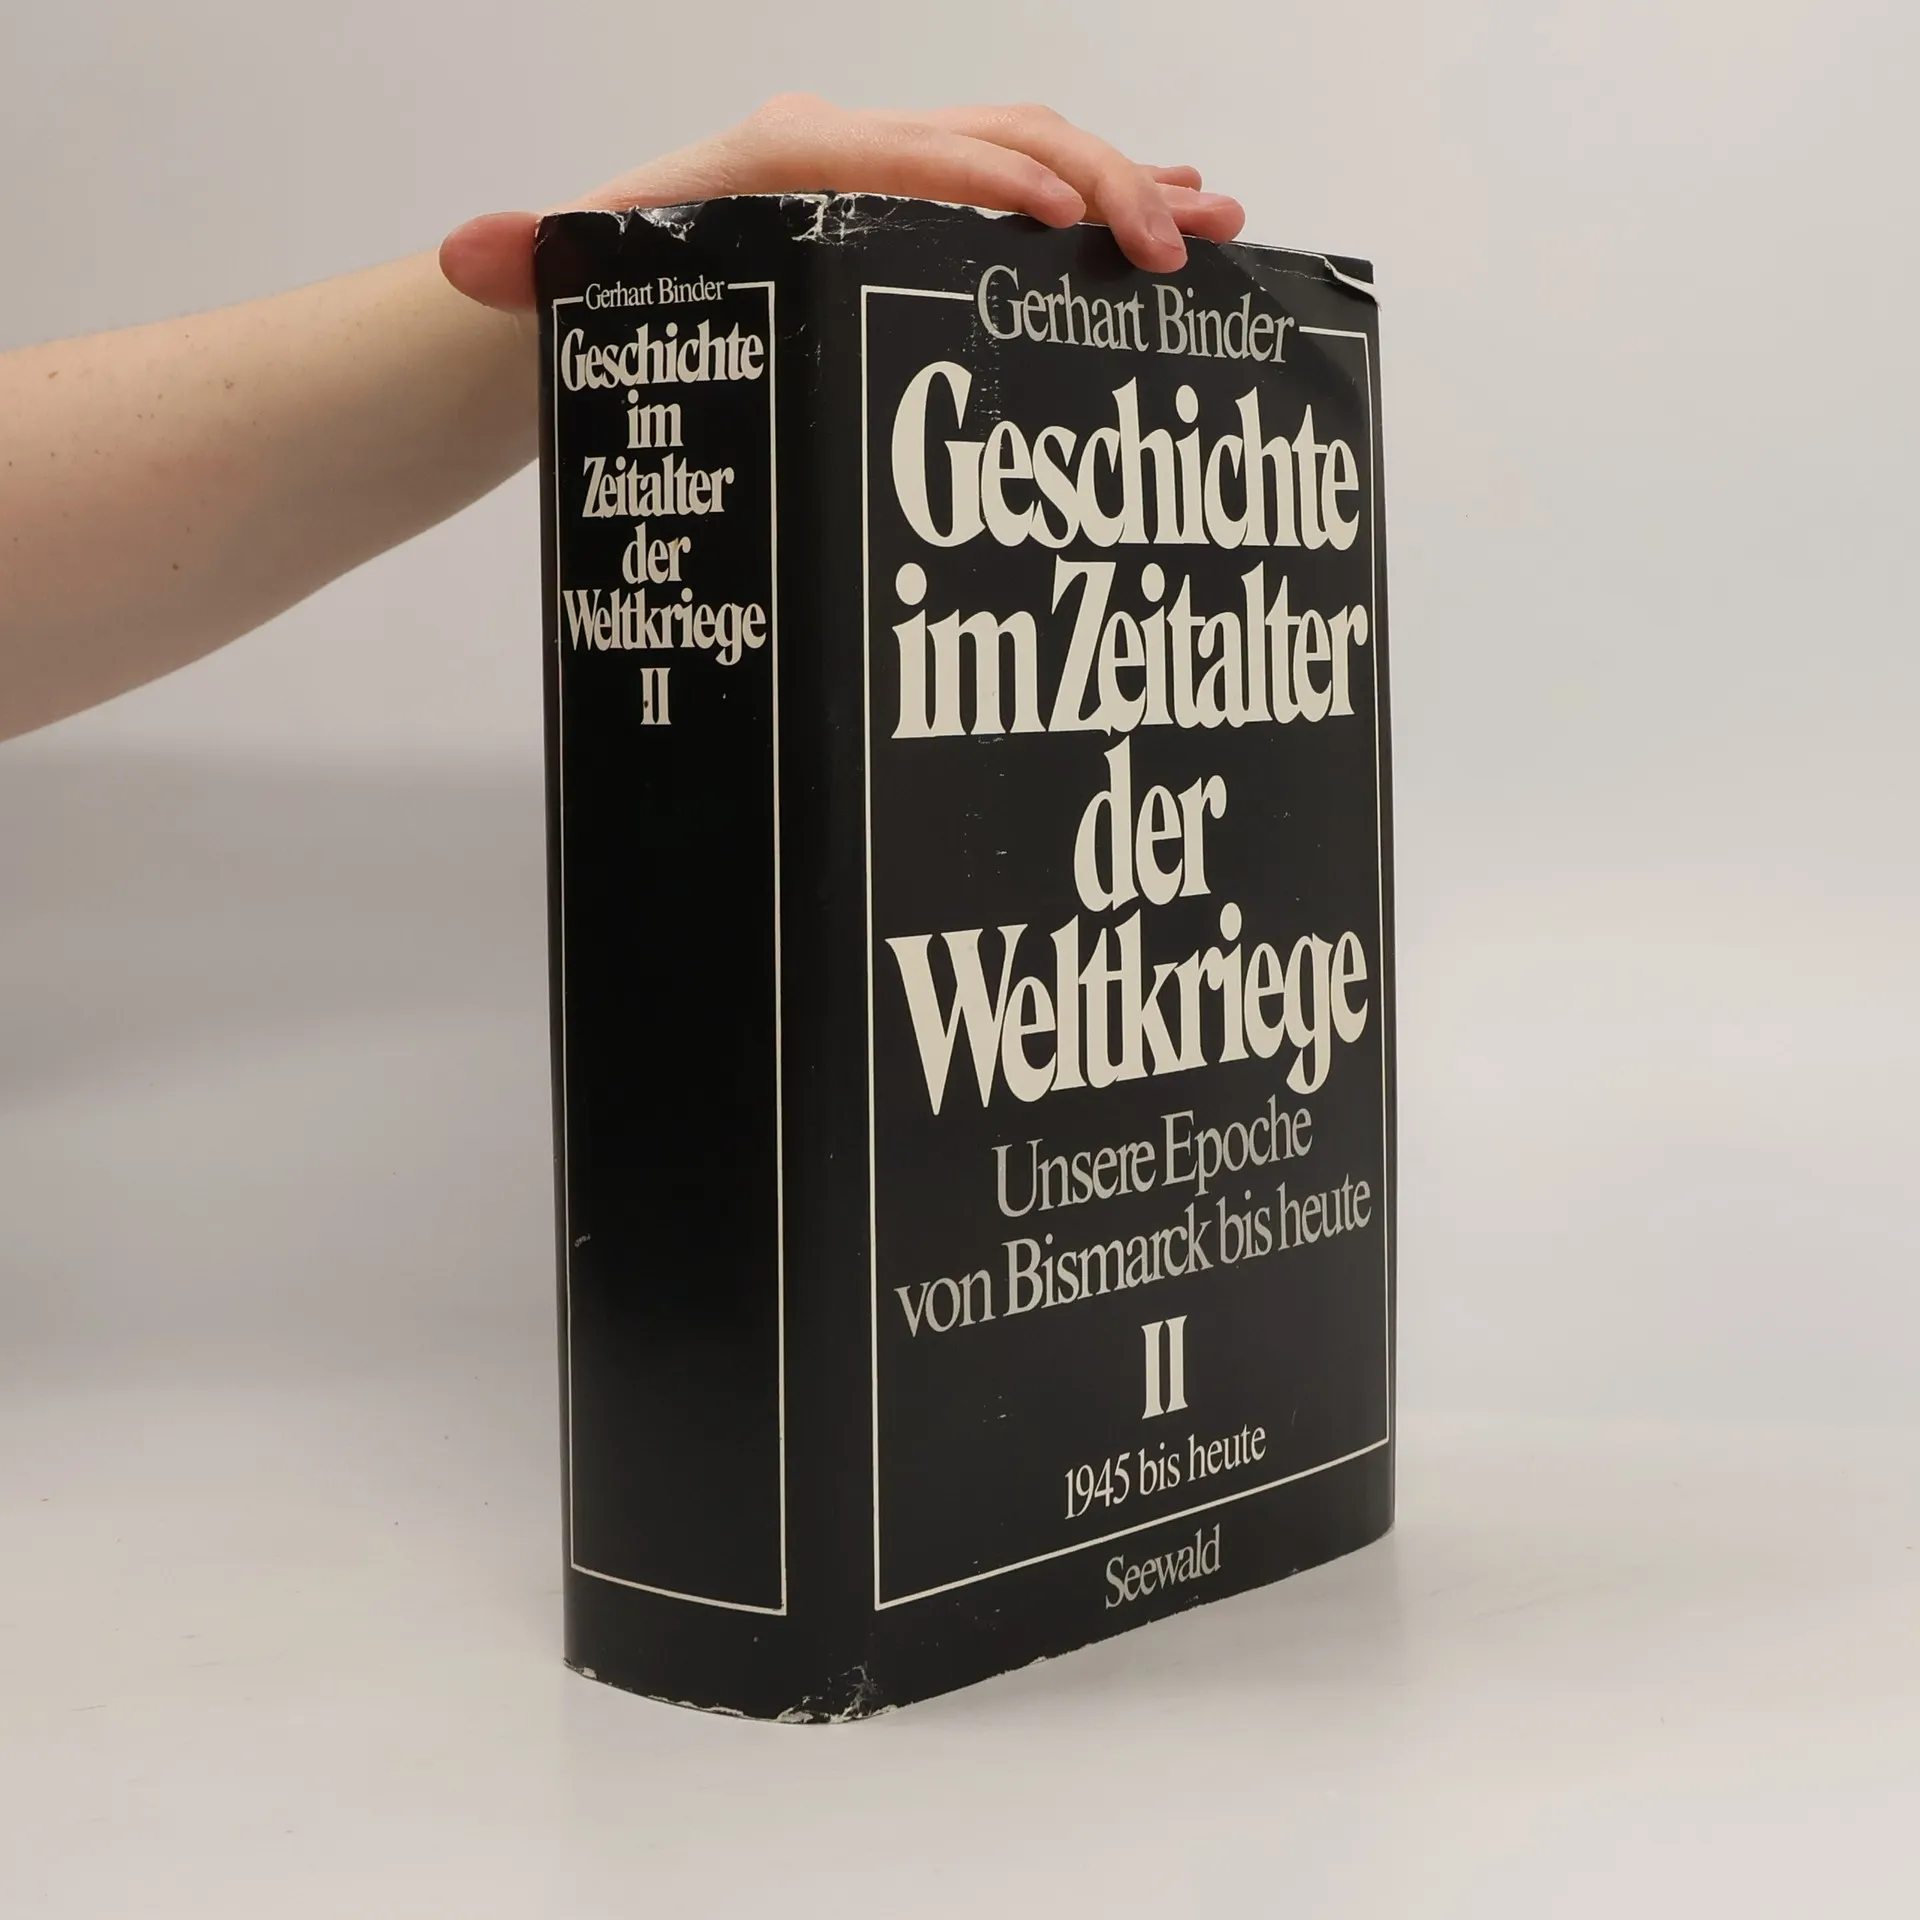 Gerhart Binder
Geschichte
im
Zeitalter
der
Weltkriege
II
Gerhart Binder
Geschichte
im Zeitalter
der
Weltkriege
Unsere Epoche
von Bismarck bis heute
II
1945 bis heute
Seewald